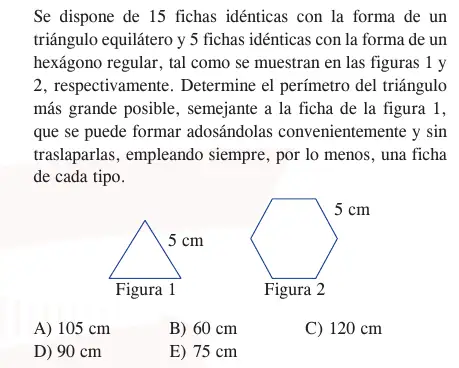 Se dispone de 15 fichas idénticas con la forma de un
triángulo equilátero y 5 fichas idénticas con la forma de un
hexágono regular, tal como se muestran en las figuras 1 y
2, respectivamente. Determine el perímetro del triángulo
más grande posible, semejante a la ficha de la figura 1,
que se puede formar adosándolas convenientemente y sin
traslaparlas, empleando siempre, por lo menos, una ficha
de cada tipo.
5 cm
5 cm
Figura 1 Figura 2
A) 105 cm B) 60 cm C) 120 cm
D) 90 cm E) 75 cm